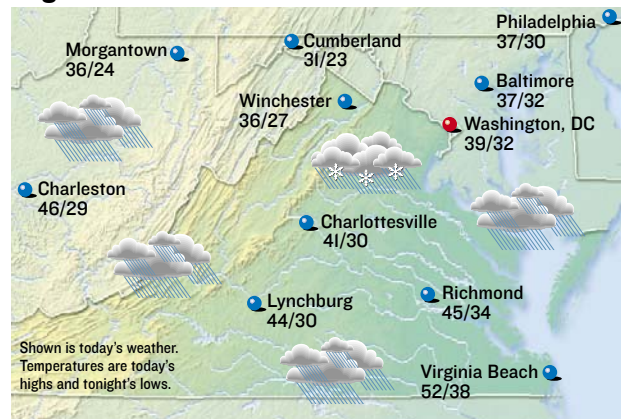 Philadelphia
37/30
Morgantown
36/24
Cumberland
31/23
Baltimore
37/32
Winchester
36/27
Washington, DC
39/32
Charleston
46/29
Charlottesville
41/30
Lynchburg
44/30
Richmond
45/34
Shown is today's weather.
Temperatures are today's
highs and tonight's lows.
Virginia Beach
52/38